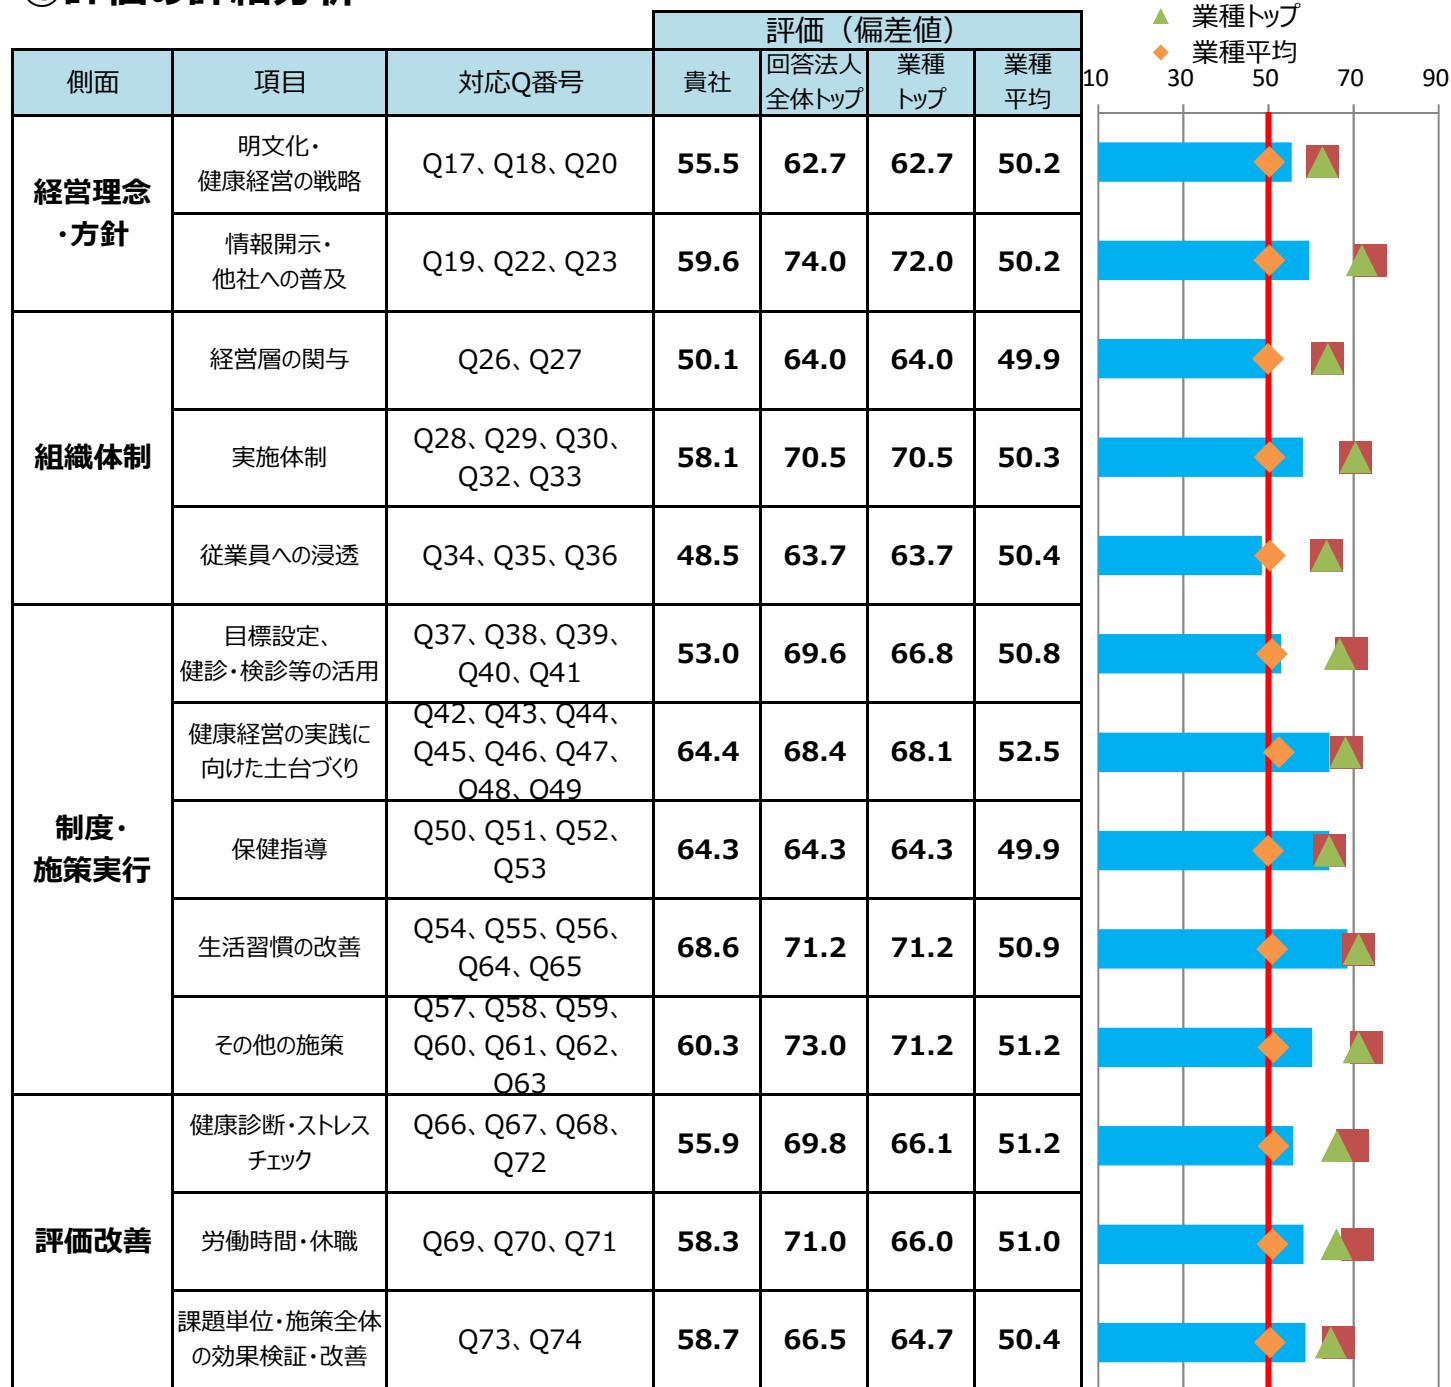 ①評価の詳細分析
評価（偏差値）
▲ 業種トップ
◆ 業種平均
側面 項目 対応Q番号 貴社 回答法人 業種 業種
全体トップ トップ 平均
10 30 50 70 90
経営理念
・方針
明文化・
健康経営の戦略
Q17、Q18、Q20 55.5 62.7 62.7 50.2
情報開示・
他社への普及
Q19、Q22、Q23 59.6 74.0 72.0 50.2
組織体制
経営層の関与 Q26、Q27 50.1 64.0 64.0 49.9
実施体制
Q28、Q29、Q30、
Q32、Q33
58.1 70.5 70.5 50.3
従業員への浸透 Q34、Q35、Q36 48.5 63.7 63.7 50.4
制度・
施策実行
目標設定、
健診・検診等の活用
Q37、Q38、Q39、
Q40、Q41
53.0 69.6 66.8 50.8
健康経営の実践に
向けた土台づくり
Q42、Q43、Q44、
Q45、Q46、Q47、
Q48、Q49
64.4 68.4 68.1 52.5
保健指導
Q50、Q51、Q52、
Q53
64.3 64.3 64.3 49.9
生活習慣の改善
Q54、Q55、Q56、
Q64、Q65
68.6 71.2 71.2 50.9
その他の施策
Q57、Q58、Q59、
Q60、Q61、Q62、
Q63
60.3 73.0 71.2 51.2
評価改善
健康診断・ストレス
チェック
Q66、Q67、Q68、
Q72
55.9 69.8 66.1 51.2
労働時間・休職 Q69、Q70、Q71 58.3 71.0 66.0 51.0
課題単位・施策全体
の効果検証・改善
Q73、Q74 58.7 66.5 64.7 50.4